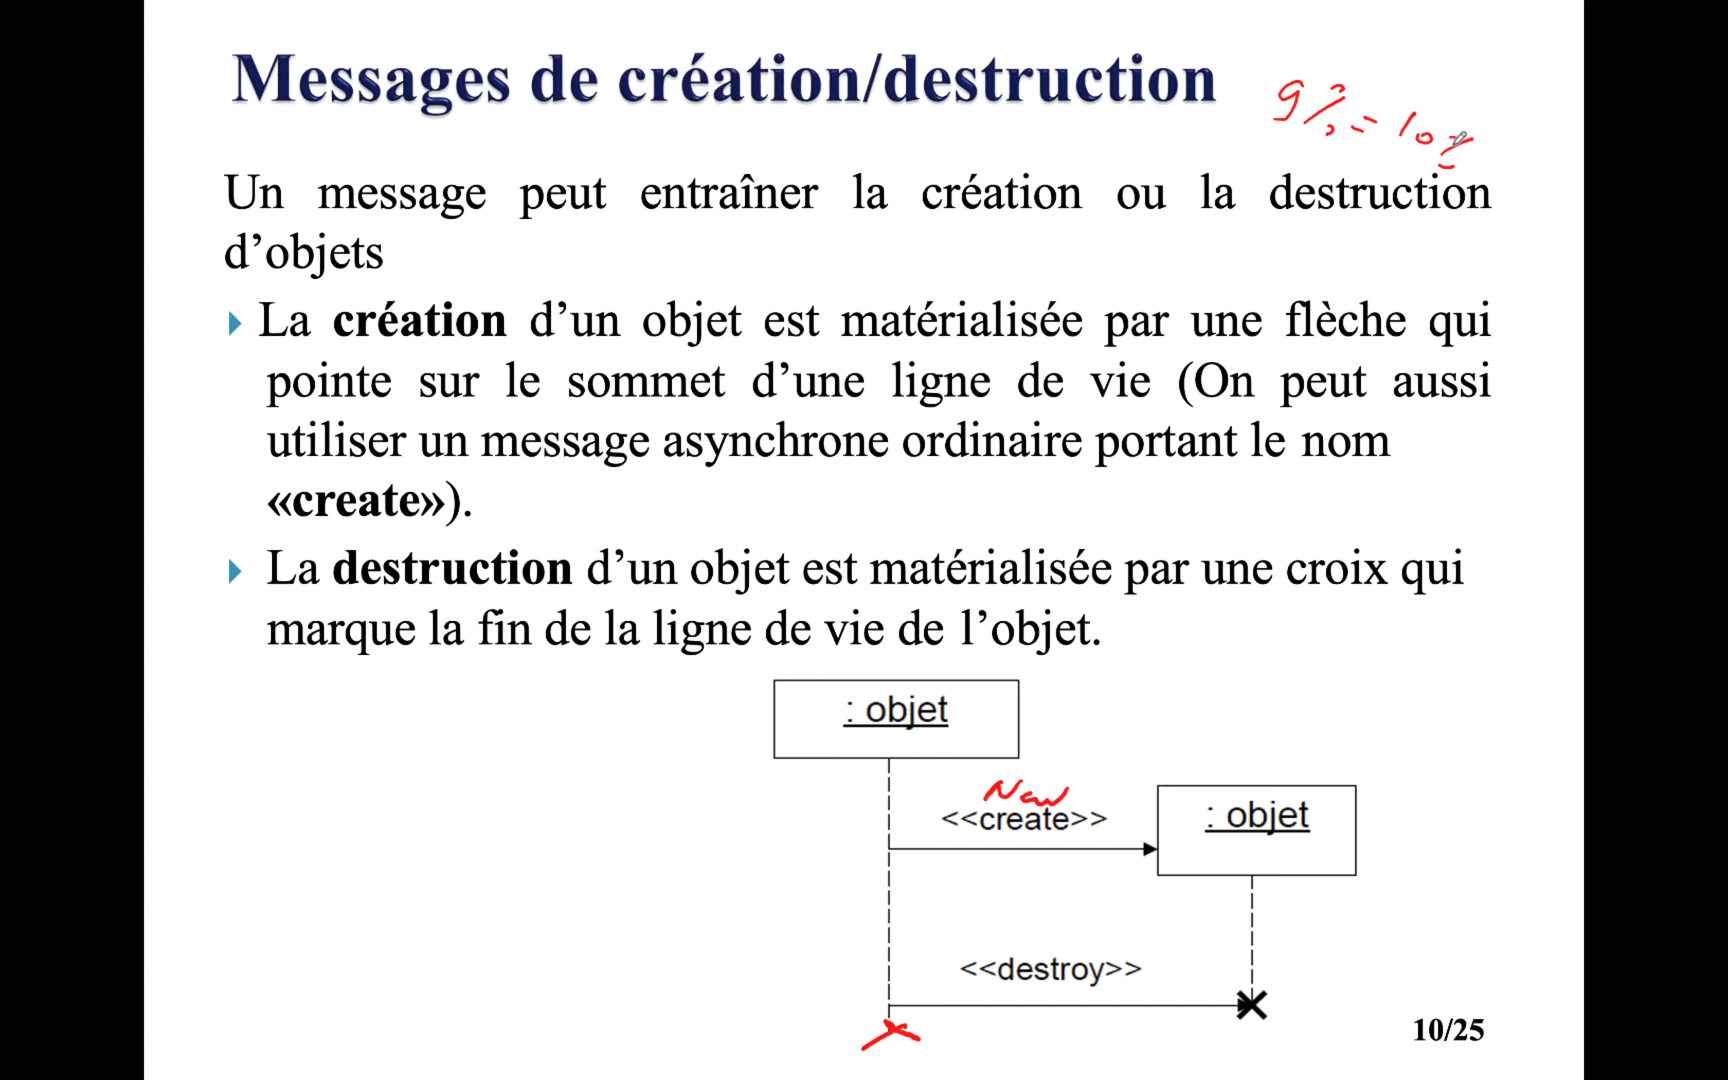 Messages de création/destruction
9% = 10%
Un message peut entraîner la création ou la destruction
d’objets
La création d’un objet est matérialisée par une flèche qui
pointe sur le sommet d’une ligne de vie (On peut aussi
utiliser un message asynchrone ordinaire portant le nom
«create»).
La destruction d’un objet est matérialisée par une croix qui
marque la fin de la ligne de vie de l’objet.
: objet
New
<<create>>
: objet
<<destroy>>
10/25